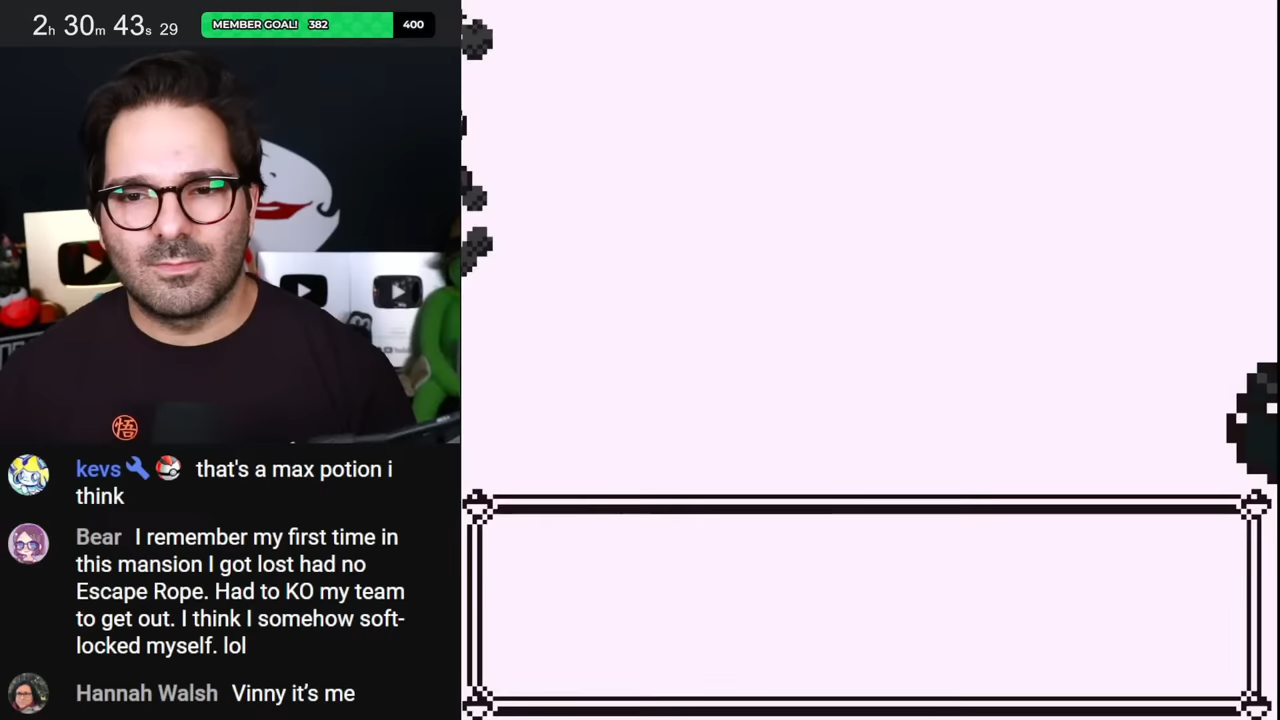 2h 30m 43s 29
MEMBER GOAL! 382 400
悟
kevs that's a max potion i
think
Bear I remember my first time in
this mansion I got lost had no
Escape Rope. Had to KO my team
to get out. I think I somehow soft-
locked myself. lol
Hannah Walsh Vinny it's me